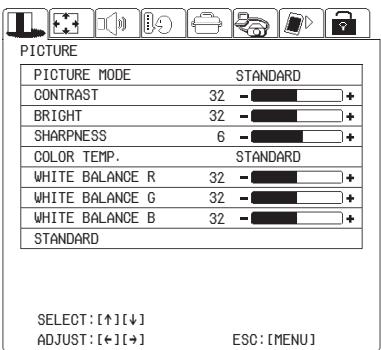 PICTURE
PICTURE MODE STANDARD
CONTRAST 32 - +
BRIGHT 32 - +
SHARPNESS 6 - +
COLOR TEMP. STANDARD
WHITE BALANCE R 32 - +
WHITE BALANCE G 32 - +
WHITE BALANCE B 32 - +
STANDARD
SELECT:[↑][↓]
ADJUST:[←][→] ESC:[MENU]